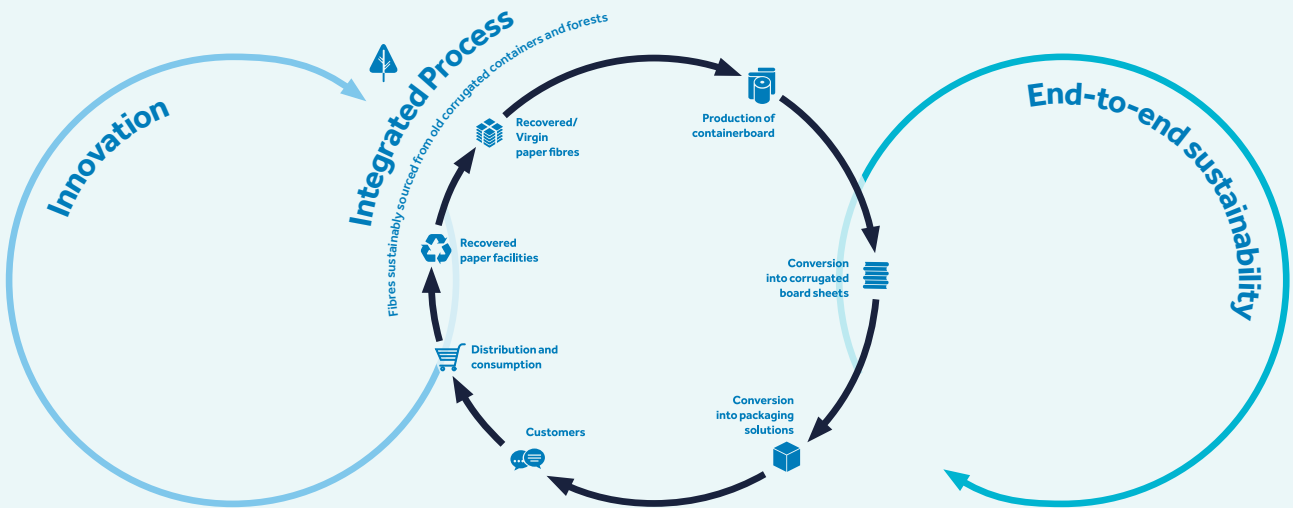 Innovation
Integrated Process
Fibres sustainably sourced from old corrugated containers and forests
Recovered/
Virgin
paper fibres
Production of
containerboard
Conversion
into corrugated
board sheets
Conversion
into packaging
solutions
Customers
Distribution and
consumption
Recovered
paper facilities
End-to-end sustainability